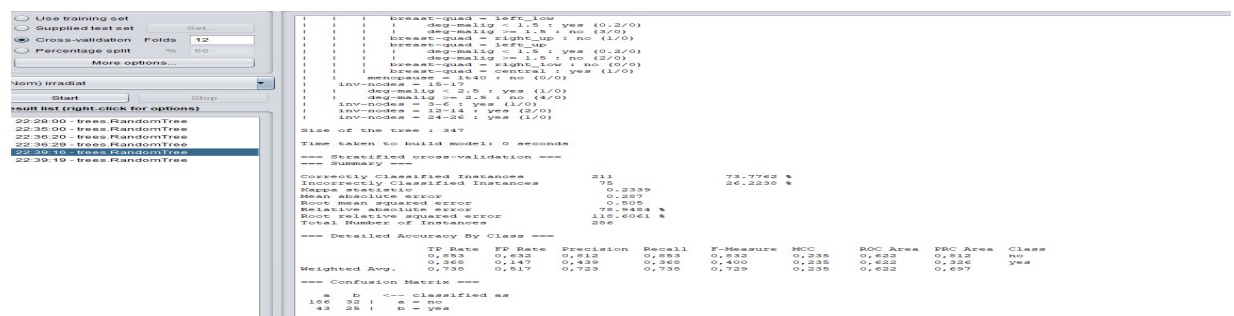 Use training set
Supplied test set Set...
Cross-validation Folds 12
Percentage split % 66
More options...
(Nom) irradiat
Start Stop
esult list (right-click for options)
22:28:00 - trees.RandomTree
22:35:00 - trees.RandomTree
22:36:20 - trees.RandomTree
22:36:29 - trees.RandomTree
22:39:16 - trees.RandomTree
22:39:19 - trees.RandomTree
| | | breast-quad = left_low
| | | | deg-malig < 1.5 : yes (0.2/0)
| | | | deg-malig >= 1.5 : no (3/0)
| | | breast-quad = right_up : no (1/0)
| | | breast-quad = left_up
| | | | deg-malig < 1.5 : yes (0.2/0)
| | | | deg-malig >= 1.5 : no (2/0)
| | | breast-quad = right_low : no (0/0)
| | | breast-quad = central : yes (1/0)
| | menopause = lt40 : no (0/0)
| inv-nodes = 15-17
| | deg-malig < 2.5 : yes (1/0)
| | deg-malig >= 2.5 : no (4/0)
| inv-nodes = 3-6 : yes (1/0)
| inv-nodes = 12-14 : yes (2/0)
| inv-nodes = 24-26 : yes (1/0)
Size of the tree : 347
Time taken to build model: 0 seconds
=== Stratified cross-validation ===
=== Summary ===
Correctly Classified Instances 211 73.7762 %
Incorrectly Classified Instances 75 26.2238 %
Kappa statistic 0.2339
Mean absolute error 0.287
Root mean squared error 0.505
Relative absolute error 78.9484 %
Root relative squared error 118.6061 %
Total Number of Instances 286
=== Detailed Accuracy By Class ===
TP Rate FP Rate Precision Recall F-Measure MCC ROC Area PRC Area Class
0,853 0,632 0,812 0,853 0,832 0,235 0,622 0,812 no
0,368 0,147 0,439 0,368 0,400 0,235 0,622 0,326 yes
Weighted Avg. 0,738 0,517 0,723 0,738 0,729 0,235 0,622 0,697
=== Confusion Matrix ===
a b <-- classified as
186 32 | a = no
43 25 | b = yes